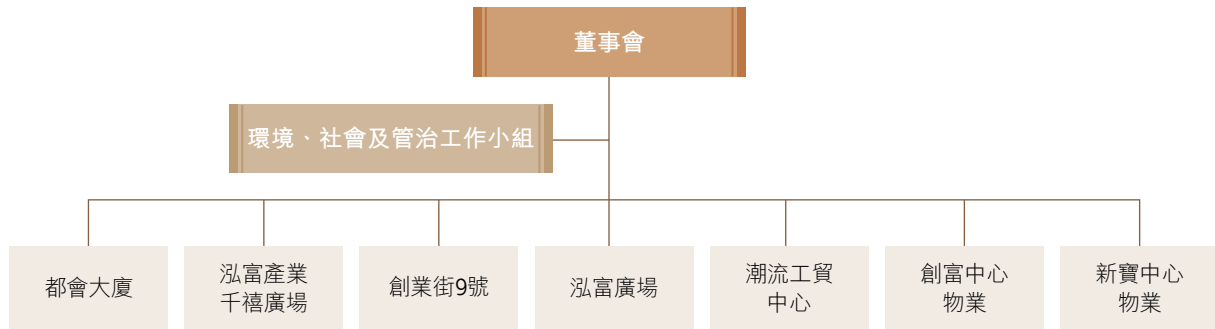 董事會
環境、社會及管治工作小組
都會大廈
泓富產業
千禧廣場
創業街9號
泓富廣場
潮流工貿
中心
創富中心
物業
新寶中心
物業